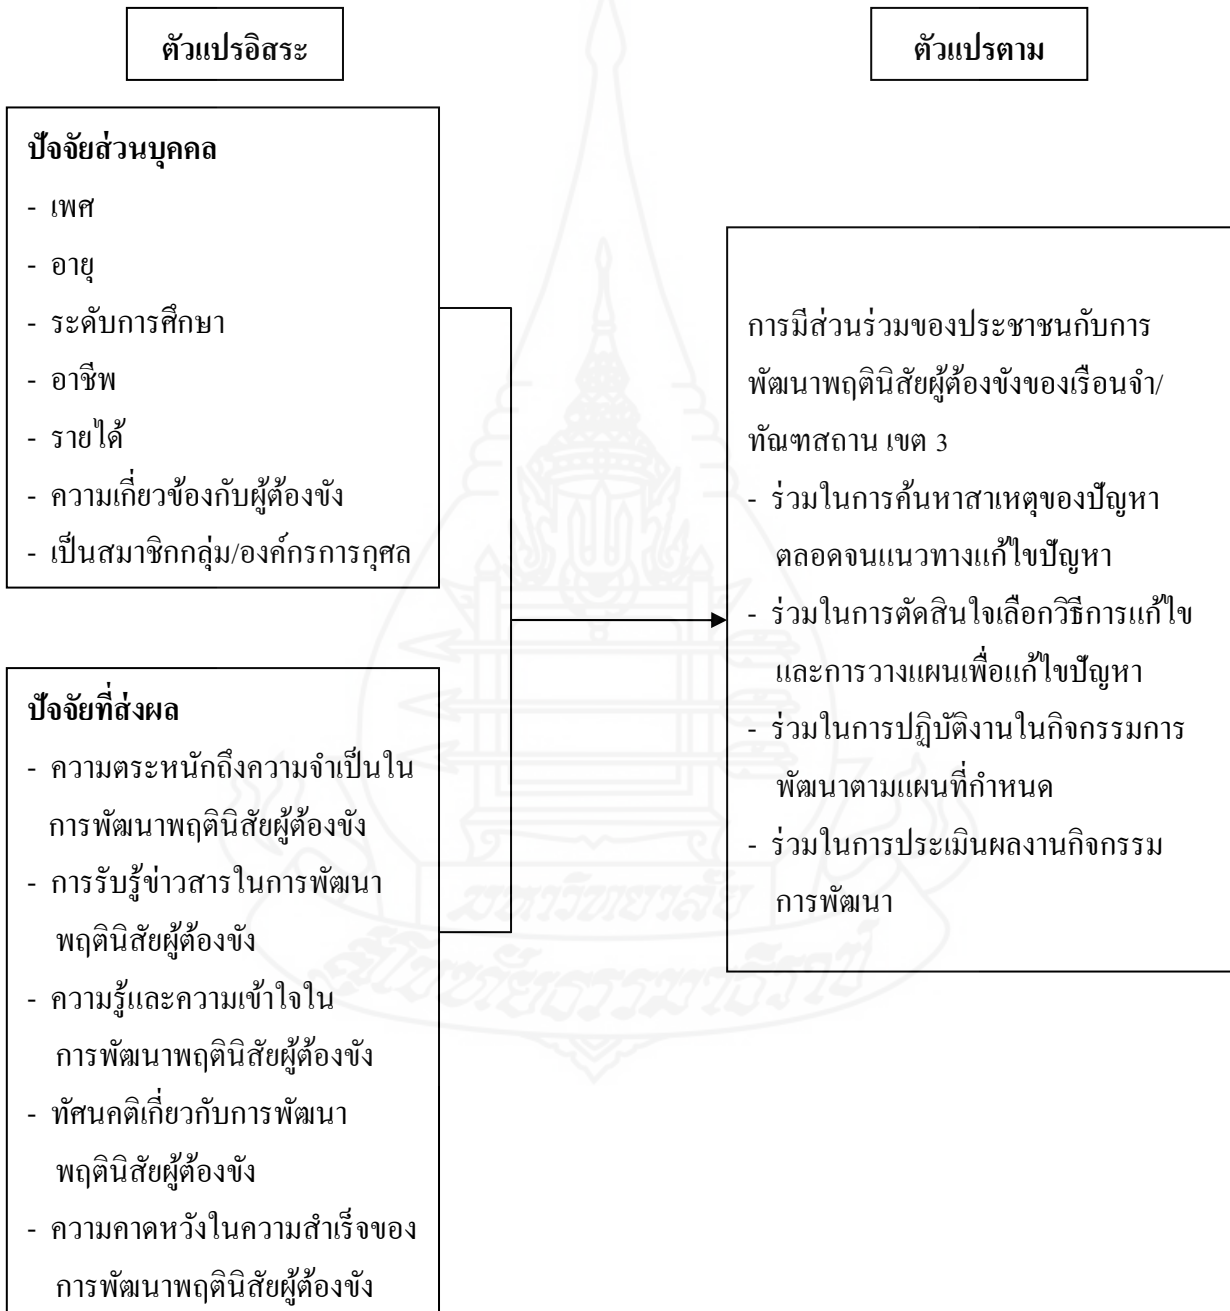 ตัวแปรอิสระ
ตัวแปรตาม
ปัจจัยส่วนบุคคล
- เพศ
- อายุ
- ระดับการศึกษา
- อาชีพ
- รายได้
- ความเกี่ยวข้องกับผู้ต้องขัง
- เป็นสมาชิกกลุ่ม/องค์กรการกุศล
ปัจจัยที่ส่งผล
- ความตระหนักถึงความจำเป็นใน
การพัฒนาพฤตินิสัยผู้ต้องขัง
- การรับรู้ข่าวสารในการพัฒนา
พฤตินิสัยผู้ต้องขัง
- ความรู้และความเข้าใจใน
การพัฒนาพฤตินิสัยผู้ต้องขัง
- ทัศนคติเกี่ยวกับการพัฒนา
พฤตินิสัยผู้ต้องขัง
- ความคาดหวังในความสำเร็จของ
การพัฒนาพฤตินิสัยผู้ต้องขัง
การมีส่วนร่วมของประชาชนกับการ
พัฒนาพฤตินิสัยผู้ต้องขังของเรือนจำ/
ทัณฑสถาน เขต 3
- ร่วมในการค้นหาสาเหตุของปัญหา
ตลอดจนแนวทางแก้ไขปัญหา
- ร่วมในการตัดสินใจเลือกวิธีการแก้ไข
และการวางแผนเพื่อแก้ไขปัญหา
- ร่วมในการปฏิบัติงานในกิจกรรมการ
พัฒนาตามแผนที่กำหนด
- ร่วมในการประเมินผลงานกิจกรรม
การพัฒนา
มหาวิทยาลัย
สุโขทัยธรรมาธิราช